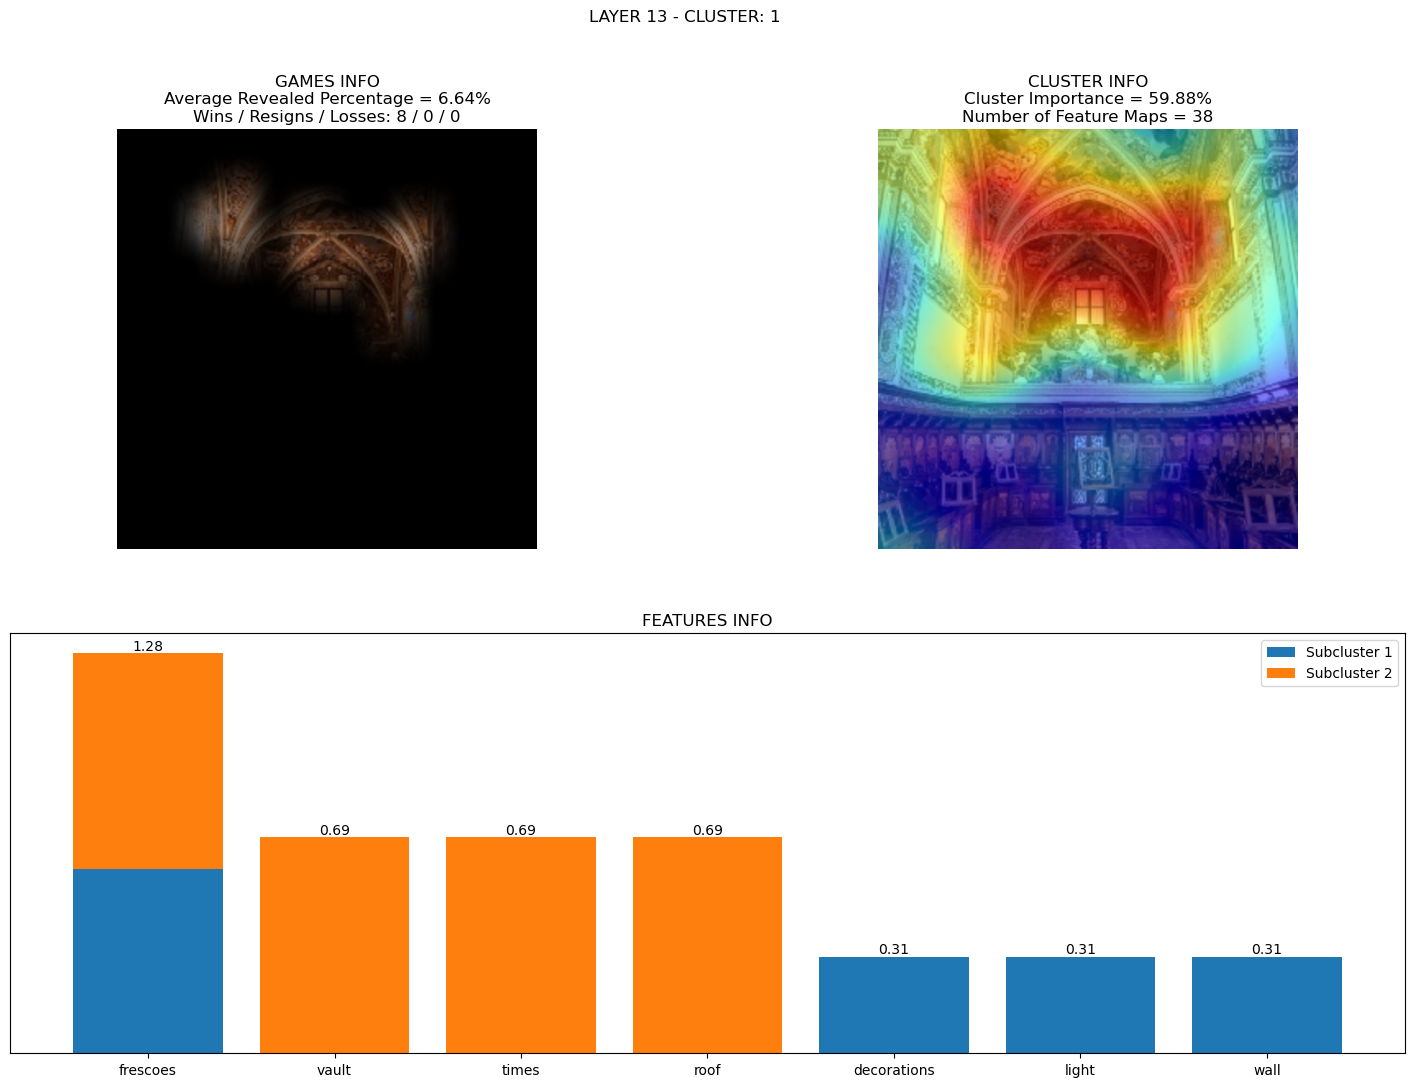 LAYER 13 - CLUSTER: 1
GAMES INFO
Average Revealed Percentage = 6.64%
Wins / Resigns / Losses: 8 / 0 / 0
CLUSTER INFO
Cluster Importance = 59.88%
Number of Feature Maps = 38
FEATURES INFO
Subcluster 1
Subcluster 2
1.28
0.69
0.69
0.69
0.31
0.31
0.31
frescoes
vault
times
roof
decorations
light
wall